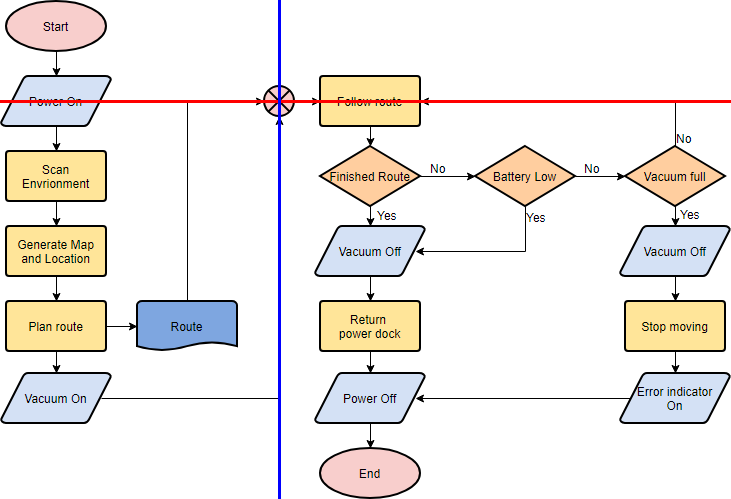 Start
Power On
Scan
Envrionment
Generate Map
and Location
Plan route
Route
Vacuum On
Follow route
Finished Route
No
Battery Low
No
Vacuum full
No
Yes
Yes
Yes
Vacuum Off
Vacuum Off
Return
power dock
Stop moving
Power Off
Error indicator
On
End